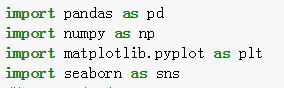 import pandas as pd
import numpy as np
import matplotlib.pyplot as plt
import seaborn as sns